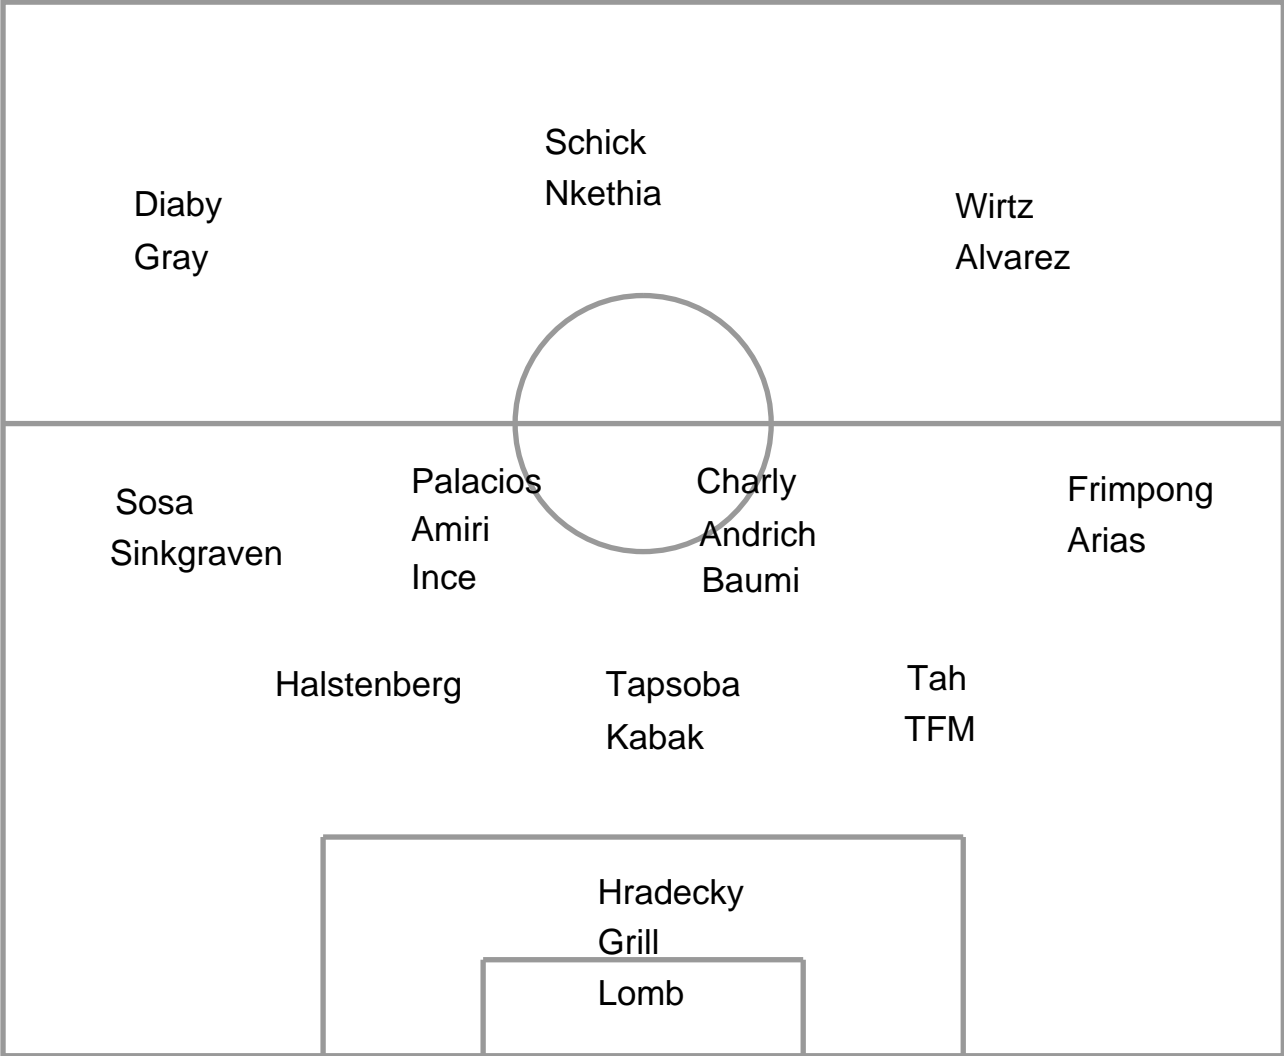 Schick
Nkethia
Diaby
Gray
Wirtz
Alvarez
Sosa
Sinkgraven
Palacios
Amiri
Ince
Charly
Andrich
Baumi
Frimpong
Arias
Halstenberg
Tapsoba
Kabak
Tah
TFM
Hradecky
Grill
Lomb